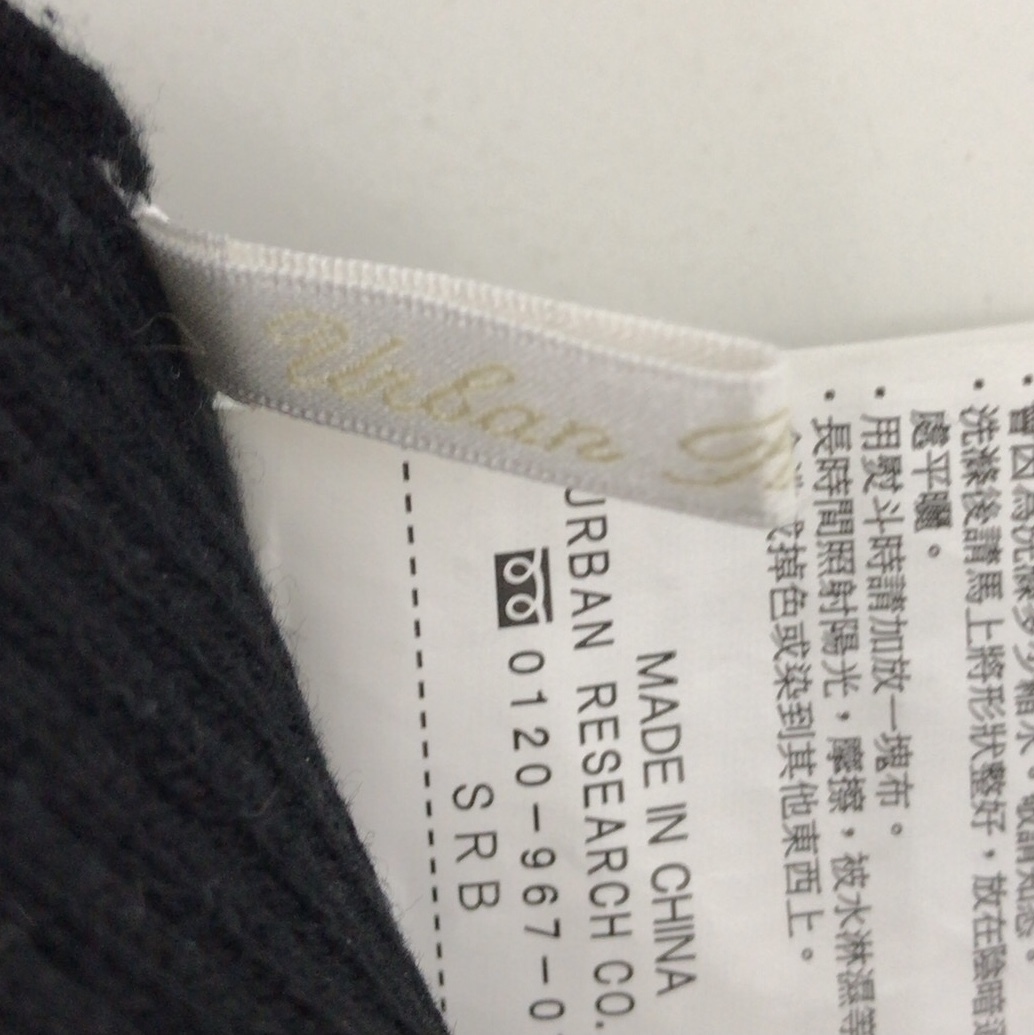 Urban
・洗滌後請馬上將形狀整好，放在陰暗
處平曬。
・用熨斗時請加放一塊布。
・長時間照射陽光，摩擦，被水淋濕等
掉色或染到其他東西上。
MADE IN CHINA
URBAN RESEARCH CO.
0120-967-0
SRB